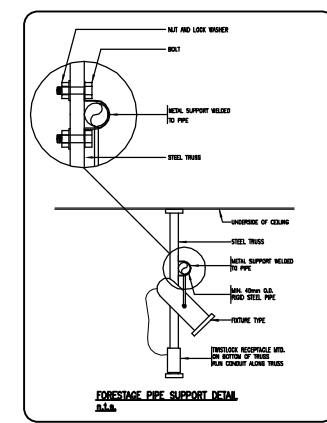 NUT AND LOCK WASHER
BOLT
METAL SUPPORT WELDED
TO PIPE
STEEL TRUSS
UNDERSIDE OF CEILING
STEEL TRUSS
METAL SUPPORT WELDED
TO PIPE
MIN. 40mm O.D.
RIGID STEEL PIPE
FIXTURE TYPE
TWISTLOCK RECEPTACLE MTD.
ON BOTTOM OF TRUSS
RUN CONDUIT ALONG TRUSS
FORESTAGE PIPE SUPPORT DETAIL
n.t.s.